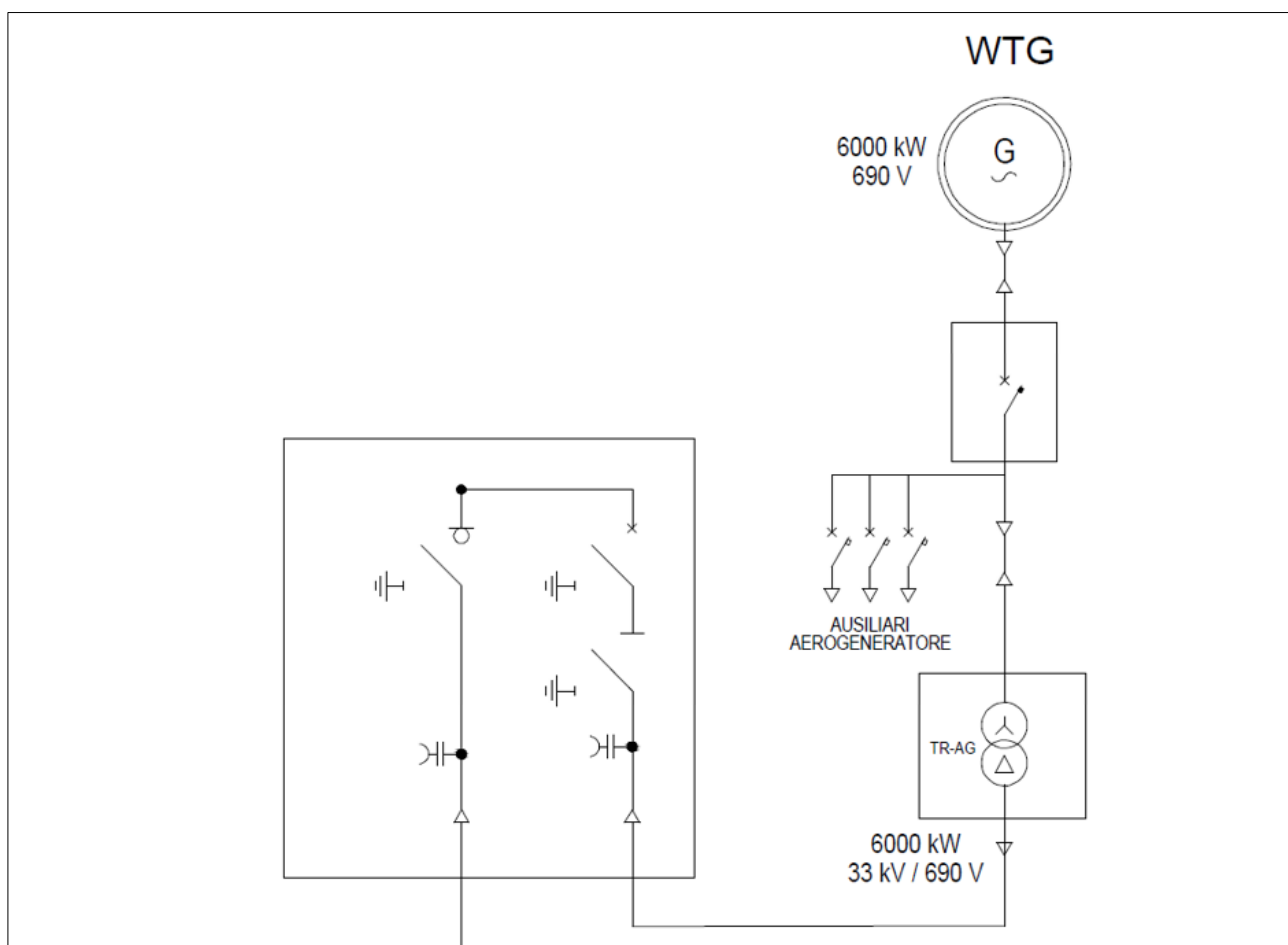 WTG
6000 kW
690 V
G
AUSILIARI
AEROGENERATORE
TR-AG
6000 kW
33 kV / 690 V